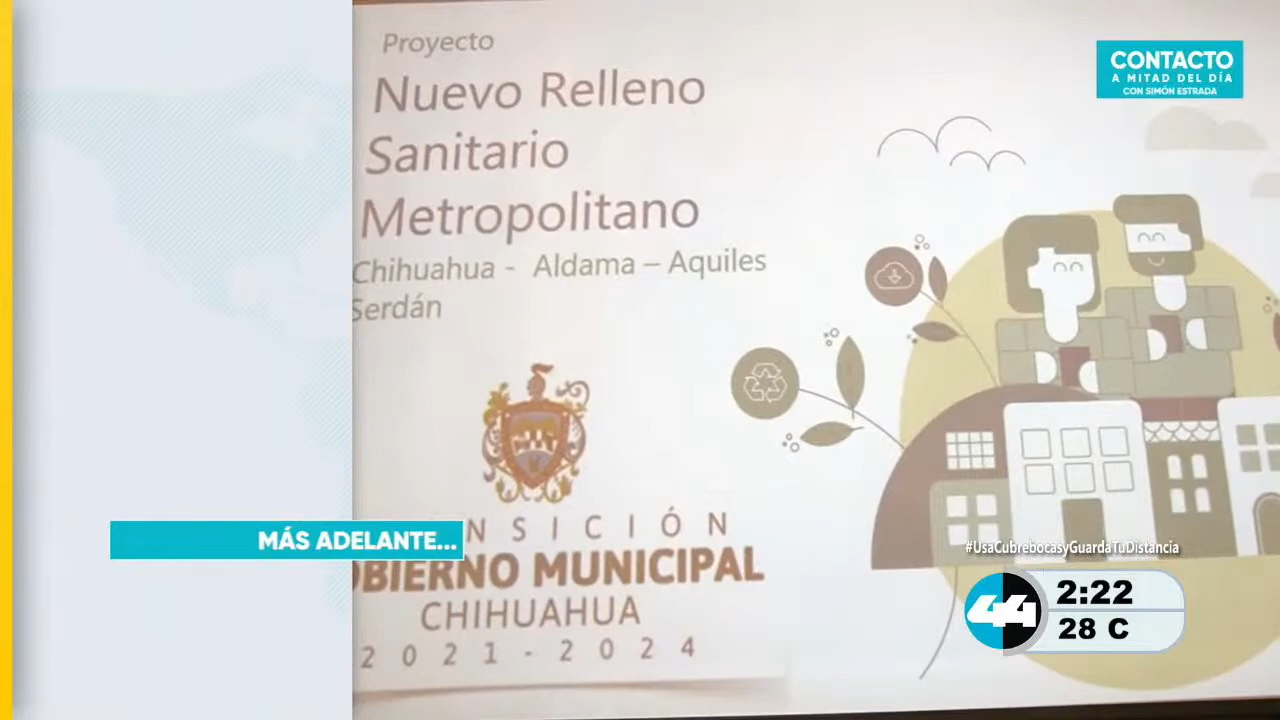 Proyecto
Nuevo Relleno
Sanitario
Metropolitano
Chihuahua - Aldama – Aquiles
Serdán
NSICIÓN
OBIERNO MUNICIPAL
CHIHUAHUA
2021-2024
CONTACTO
A MITAD DEL DÍA
CON SIMÓN ESTRADA
MÁS ADELANTE...
#UsaCubrebocasyGuardaTuDistancia
44
2:22
28 C